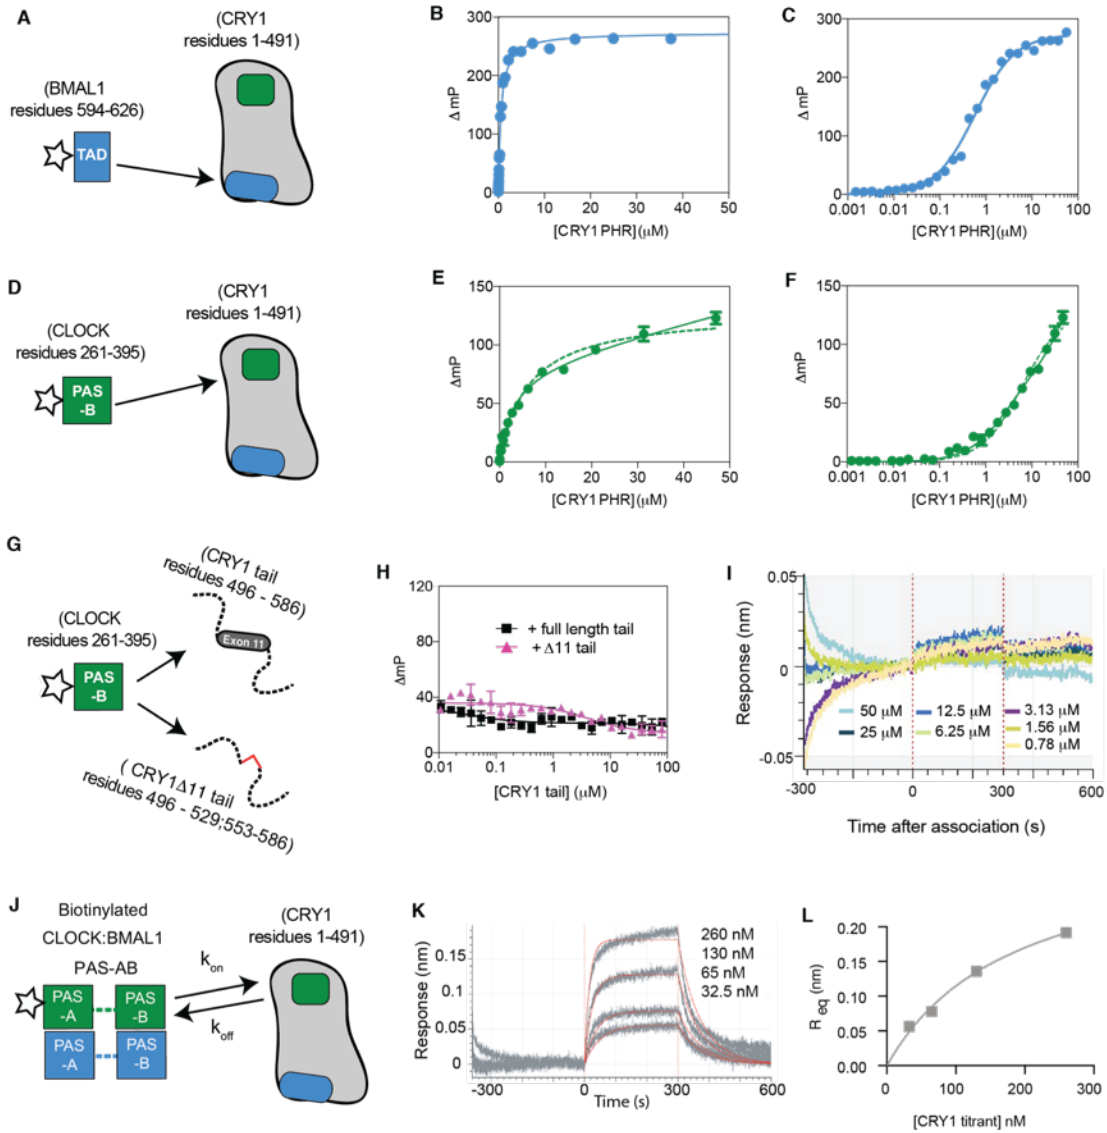 A
(CRY1
residues 1-491)
(BMAL1
residues 594-626)
TAD
B
300
200
100
0
Δ mP
0
10
20
30
40
50
[CRY1 PHR] (μM)
C
300
200
100
0
Δ mP
0.001
0.01
0.1
1
10
100
[CRY1 PHR] (μM)
D
(CRY1
residues 1-491)
(CLOCK
residues 261-395)
PAS
-B
E
150
100
50
0
ΔmP
0
10
20
30
40
50
[CRY1 PHR] (μM)
F
150
100
50
0
ΔmP
0.001
0.01
0.1
1
10
100
[CRY1 PHR] (μM)
G
(CRY1 tail
residues 496 - 586)
Exon 11
(CLOCK
residues 261-395)
PAS
-B
( CRY1Δ11 tail
residues 496 - 529;553-586)
H
120
80
40
0
ΔmP
+ full length tail
+ Δ11 tail
0.01
0.1
1
10
100
[CRY1 tail] (μM)
I
0.05
0
-0.05
Response (nm)
50 μM
25 μM
12.5 μM
6.25 μM
3.13 μM
1.56 μM
0.78 μM
-300
0
300
600
Time after association (s)
J
Biotinylated
CLOCK:BMAL1
PAS-AB
(CRY1
residues 1-491)
kon
koff
PAS
-A
PAS
-B
PAS
-A
PAS
-B
K
0.15
0.1
0.05
0
Response (nm)
260 nM
130 nM
65 nM
32.5 nM
-300
0
300
600
Time (s)
L
0.20
0.15
0.10
0.05
0.00
R eq (nm)
0
100
200
300
[CRY1 titrant] nM